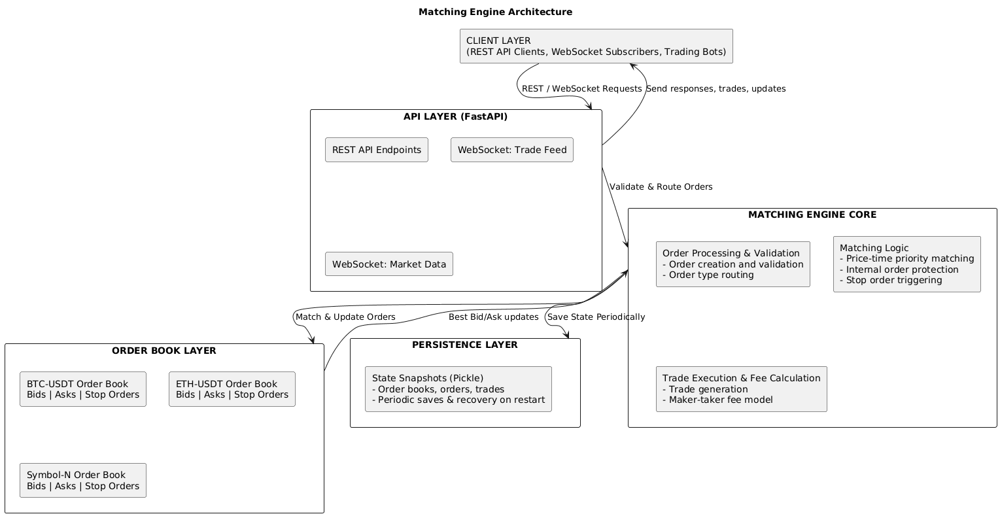 Matching Engine Architecture
CLIENT LAYER
(REST API Clients, WebSocket Subscribers, Trading Bots)
REST / WebSocket Requests
Send responses, trades, updates
API LAYER (FastAPI)
REST API Endpoints
WebSocket: Trade Feed
WebSocket: Market Data
Validate & Route Orders
MATCHING ENGINE CORE
Order Processing & Validation
- Order creation and validation
- Order type routing
Matching Logic
- Price-time priority matching
- Internal order protection
- Stop order triggering
Trade Execution & Fee Calculation
- Trade generation
- Maker-taker fee model
Match & Update Orders
Best Bid/Ask updates
Save State Periodically
ORDER BOOK LAYER
BTC-USDT Order Book
Bids | Asks | Stop Orders
ETH-USDT Order Book
Bids | Asks | Stop Orders
Symbol-N Order Book
Bids | Asks | Stop Orders
PERSISTENCE LAYER
State Snapshots (Pickle)
- Order books, orders, trades
- Periodic saves & recovery on restart